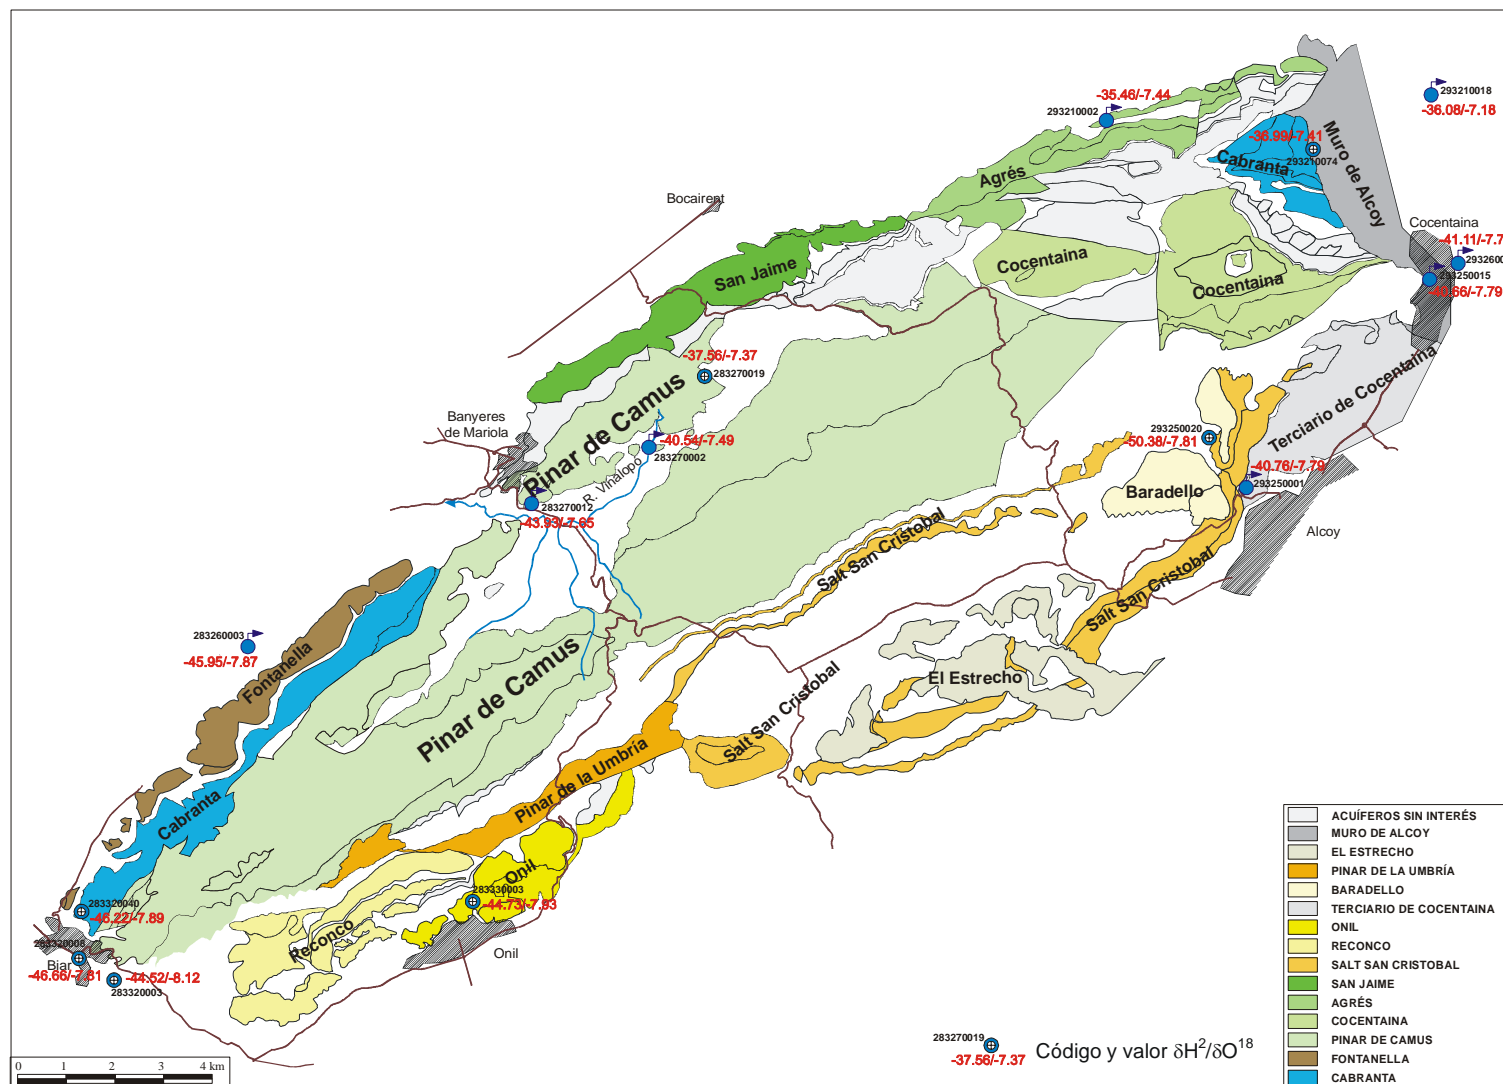 293210018
-36.08/-7.18
-35.46/-7.44
293210002
-36.99/-7.41
293210074
Cabranta
Muro de Alcoy
Agrés
Bocairent
Cocentaina
-41.11/-7.7
293260
293250015
-40.66/-7.79
San Jaime
Cocentaina
Cocentaina
-37.56/-7.37
283270019
Pinar de Camus
Banyeres
de Mariola
-40.54/-7.49
283270002
R. Vinalopo
283270012
-43.93/-7.65
Terciario de Cocentaina
293250020
-50.38/-7.81
-40.76/-7.79
293250001
Baradello
Alcoy
Salt San Cristobal
Salt San Cristobal
283260003
-45.95/-7.87
Fontanella
Pinar de Camus
El Estrecho
Salt San Cristobal
Pinar de la Umbría
Cabranta
Onil
283330003
-44.73/-7.93
Reconco
Onil
283320040
-46.22/-7.89
283320008
Biar
-46.66/-7.81
-44.52/-8.12
283320003
ACUÍFEROS SIN INTERÉS
MURO DE ALCOY
EL ESTRECHO
PINAR DE LA UMBRÍA
BARADELLO
TERCIARIO DE COCENTAINA
ONIL
RECONCO
SALT SAN CRISTOBAL
SAN JAIME
AGRÉS
COCENTAINA
PINAR DE CAMUS
FONTANELLA
CABRANTA
283270019
-37.56/-7.37
Código y valor δH²/δO¹⁸
0 1 2 3 4 km